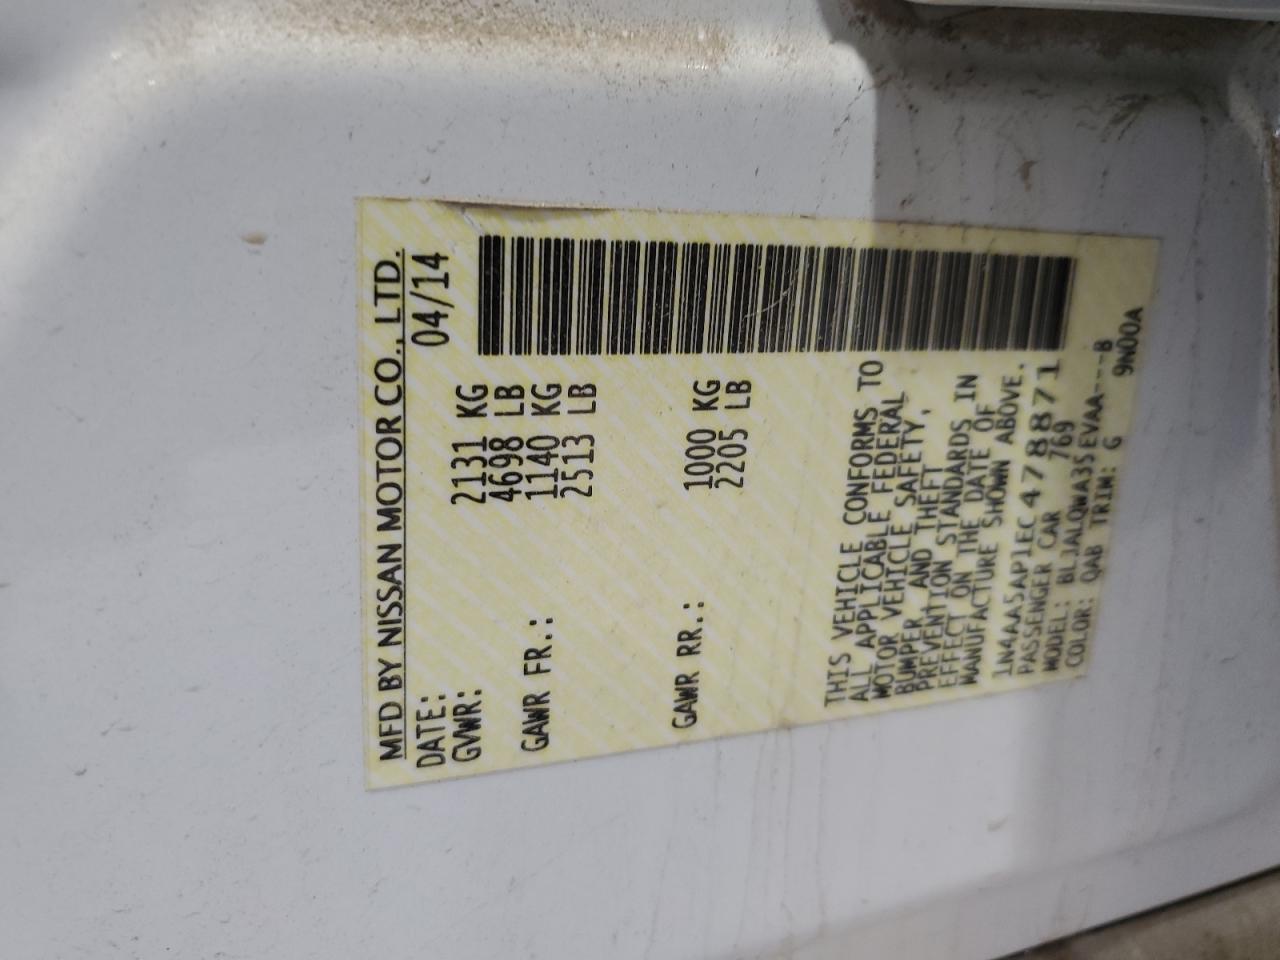 MFD BY NISSAN MOTOR CO., LTD.
DATE: 04/14
GVWR: 2131 KG
4698 LB
GAWR FR.: 1140 KG
2513 LB
GAWR RR.: 1000 KG
2205 LB
THIS VEHICLE CONFORMS TO
ALL APPLICABLE FEDERAL
MOTOR VEHICLE SAFETY,
BUMPER AND THEFT
PREVENTION STANDARDS IN
EFFECT ON THE DATE OF
MANUFACTURE SHOWN ABOVE.
1N4AA5AP1EC478871
PASSENGER CAR 769
MODEL: BLJALQWA35EVAA---B
COLOR: QAB TRIM: G 9N00A